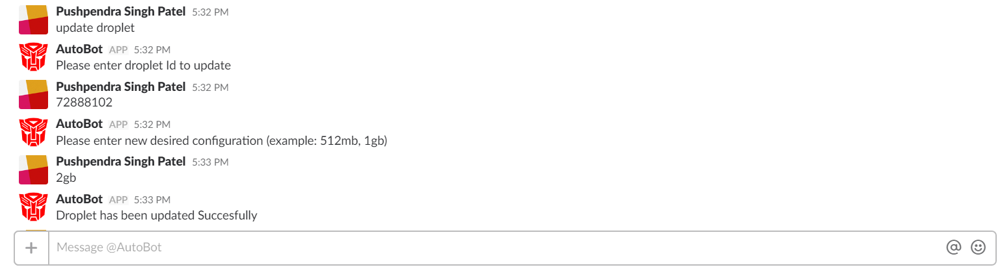 Pushpendra Singh Patel 5:32 PM
update droplet
AutoBot APP 5:32 PM
Please enter droplet Id to update
Pushpendra Singh Patel 5:32 PM
72888102
AutoBot APP 5:32 PM
Please enter new desired configuration (example: 512mb, 1gb)
Pushpendra Singh Patel 5:33 PM
2gb
AutoBot APP 5:33 PM
Droplet has been updated Succesfully
+ Message @AutoBot @